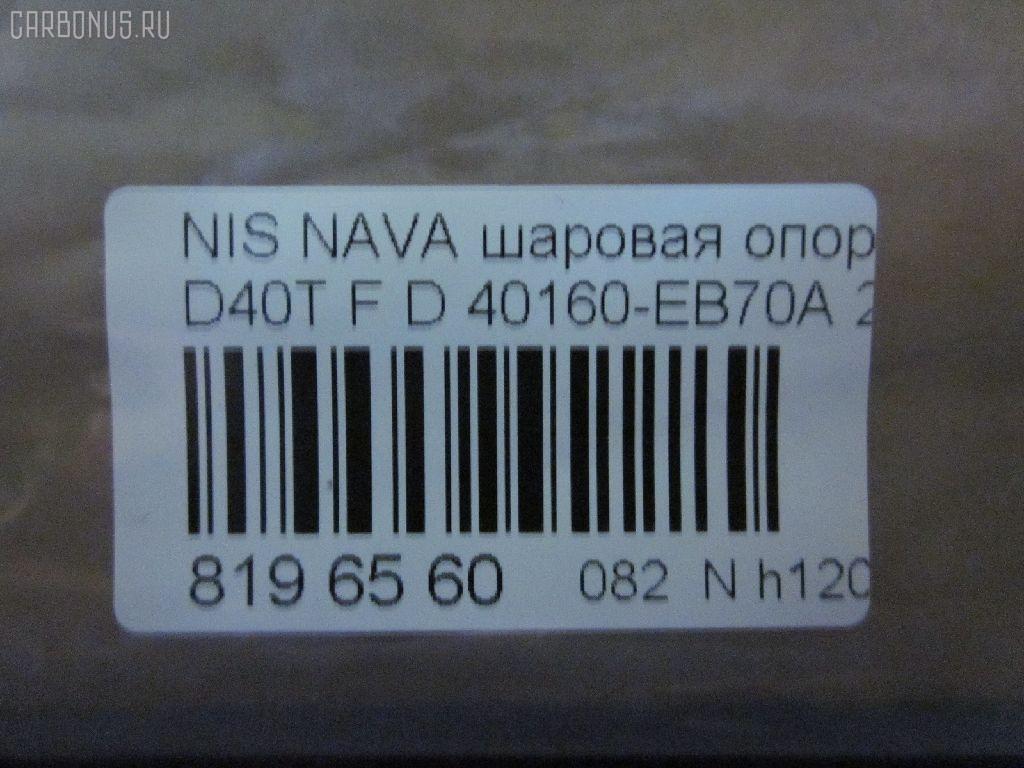 CARBONUS.RU
NIS NAVA шаровая опор
D40T F D 40160-EB70A 2
819 65 60 082 N h120